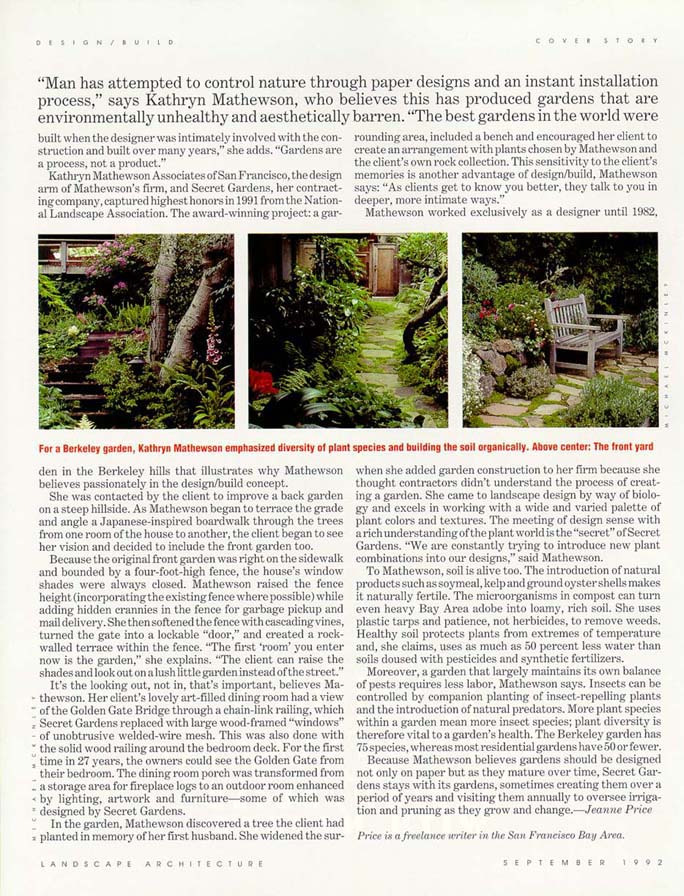 DESIGN/BUILD
COVER STORY
“Man has attempted to control nature through paper designs and an instant installation
process,” says Kathryn Mathewson, who believes this has produced gardens that are
environmentally unhealthy and aesthetically barren. “The best gardens in the world were
built when the designer was intimately involved with the con-
struction and built over many years,” she adds. “Gardens are
a process, not a product.”
Kathryn Mathewson Associates of San Francisco, the design
arm of Mathewson's firm, and Secret Gardens, her contract-
ing company, captured highest honors in 1991 from the Nation-
al Landscape Association. The award-winning project: a gar-
rounding area, included a bench and encouraged her client to
create an arrangement with plants chosen by Mathewson and
the client's own rock collection. This sensitivity to the client's
memories is another advantage of design/build, Mathewson
says: “As clients get to know you better, they talk to you in
deeper, more intimate ways.”
Mathewson worked exclusively as a designer until 1982,
MICHAEL MCKINLEY
For a Berkeley garden, Kathryn Mathewson emphasized diversity of plant species and building the soil organically. Above center: The front yard
den in the Berkeley hills that illustrates why Mathewson
believes passionately in the design/build concept.
She was contacted by the client to improve a back garden
on a steep hillside. As Mathewson began to terrace the grade
and angle a Japanese-inspired boardwalk through the trees
from one room of the house to another, the client began to see
her vision and decided to include the front garden too.
Because the original front garden was right on the sidewalk
and bounded by a four-foot-high fence, the house's window
shades were always closed. Mathewson raised the fence
height (incorporating the existing fence where possible) while
adding hidden crannies in the fence for garbage pickup and
mail delivery. She then softened the fence with cascading vines,
turned the gate into a lockable “door,” and created a rock-
walled terrace within the fence. “The first ‘room’ you enter
now is the garden,” she explains. “The client can raise the
shades and look out on a lush little garden instead of the street.”
It's the looking out, not in, that's important, believes Ma-
thewson. Her client's lovely art-filled dining room had a view
of the Golden Gate Bridge through a chain-link railing, which
Secret Gardens replaced with large wood-framed “windows”
of unobtrusive welded-wire mesh. This was also done with
the solid wood railing around the bedroom deck. For the first
time in 27 years, the owners could see the Golden Gate from
their bedroom. The dining room porch was transformed from
a storage area for fireplace logs to an outdoor room enhanced
by lighting, artwork and furniture—some of which was
designed by Secret Gardens.
In the garden, Mathewson discovered a tree the client had
planted in memory of her first husband. She widened the sur-
when she added garden construction to her firm because she
thought contractors didn't understand the process of creat-
ing a garden. She came to landscape design by way of biolo-
gy and excels in working with a wide and varied palette of
plant colors and textures. The meeting of design sense with
a rich understanding of the plant world is the “secret” of Secret
Gardens. “We are constantly trying to introduce new plant
combinations into our designs,” said Mathewson.
To Mathewson, soil is alive too. The introduction of natural
products such as soymeal, kelp and ground oyster shells makes
it naturally fertile. The microorganisms in compost can turn
even heavy Bay Area adobe into loamy, rich soil. She uses
plastic tarps and patience, not herbicides, to remove weeds.
Healthy soil protects plants from extremes of temperature
and, she claims, uses as much as 50 percent less water than
soils doused with pesticides and synthetic fertilizers.
Moreover, a garden that largely maintains its own balance
of pests requires less labor, Mathewson says. Insects can be
controlled by companion planting of insect-repelling plants
and the introduction of natural predators. More plant species
within a garden mean more insect species; plant diversity is
therefore vital to a garden's health. The Berkeley garden has
75 species, whereas most residential gardens have 50 or fewer.
Because Mathewson believes gardens should be designed
not only on paper but as they mature over time, Secret Gar-
dens stays with its gardens, sometimes creating them over a
period of years and visiting them annually to oversee irriga-
tion and pruning as they grow and change.—Jeanne Price
Price is a freelance writer in the San Francisco Bay Area.
LANDSCAPE ARCHITECTURE
SEPTEMBER 1992